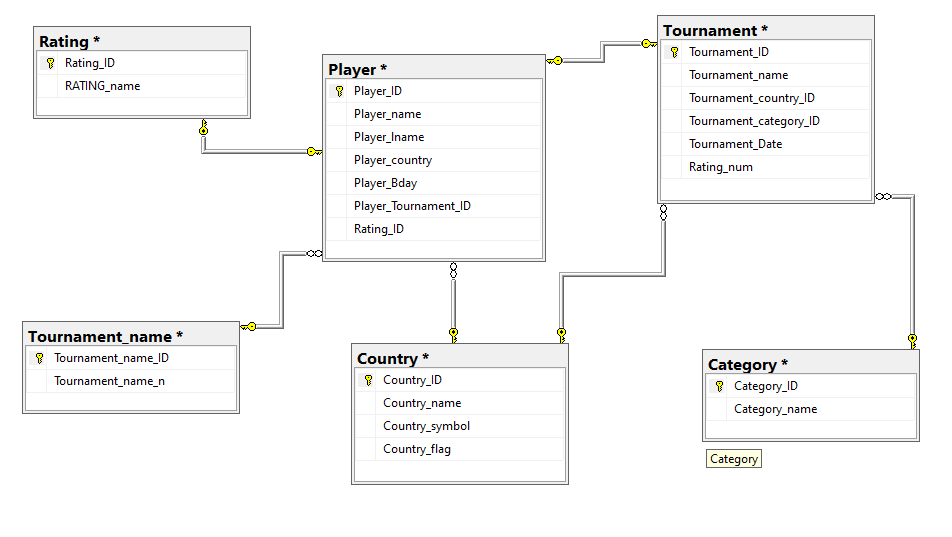 Rating *
Rating_ID
RATING_name
Player *
Player_ID
Player_name
Player_lname
Player_country
Player_Bday
Player_Tournament_ID
Rating_ID
Tournament *
Tournament_ID
Tournament_name
Tournament_country_ID
Tournament_category_ID
Tournament_Date
Rating_num
Tournament_name *
Tournament_name_ID
Tournament_name_n
Country *
Country_ID
Country_name
Country_symbol
Country_flag
Category *
Category_ID
Category_name
Category